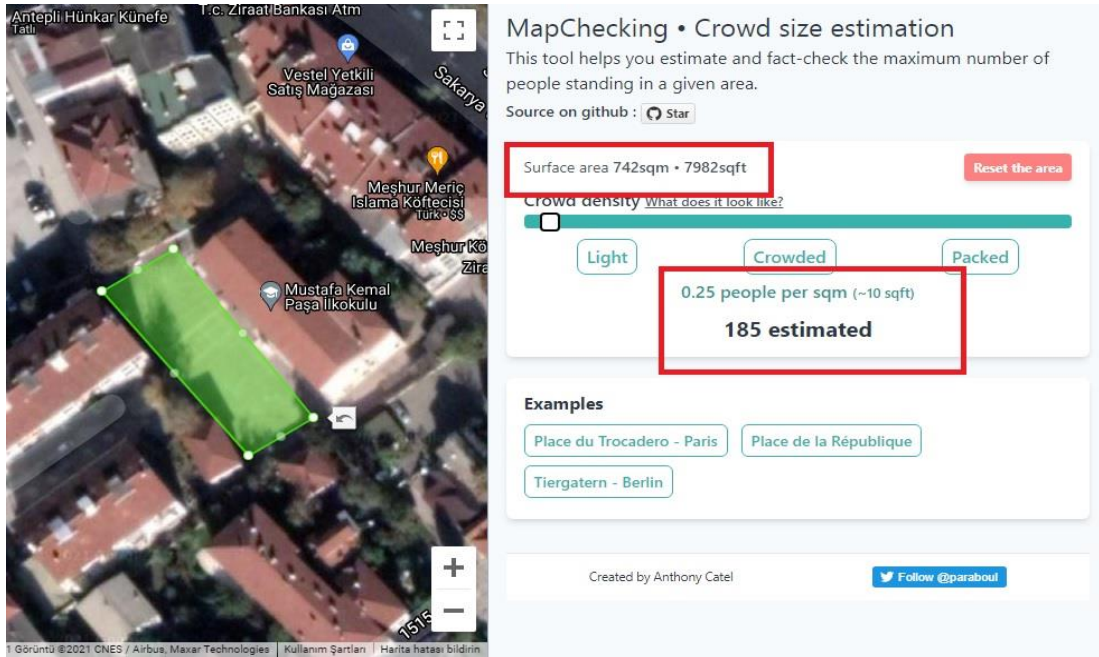 Antepli Hünkar Künefe
Tatlı
T.c. Ziraat Bankası Atm
Vestel Yetkili
Satış Mağazası
Sakarya
Meşhur Meriç
Islama Köftecisi
Türk • $$
Meşhur Kö
Zira
Mustafa Kemal
Paşa İlkokulu
1515
1 Görüntü ©2021 CNES / Airbus, Maxar Technologies
Kullanım Şartları
Harita hatası bildirin
MapChecking • Crowd size estimation
This tool helps you estimate and fact-check the maximum number of
people standing in a given area.
Source on github : Star
Surface area 742sqm • 7982sqft
Reset the area
Crowd density What does it look like?
Light Crowded Packed
0.25 people per sqm (~10 sqft)
185 estimated
Examples
Place du Trocadero - Paris Place de la République
Tiergatern - Berlin
Created by Anthony Catel
Follow @paraboul